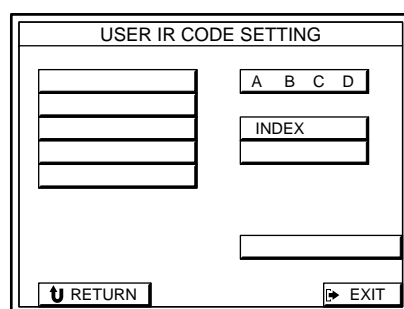 USER IR CODE SETTING
A B C D
INDEX
RETURN
EXIT